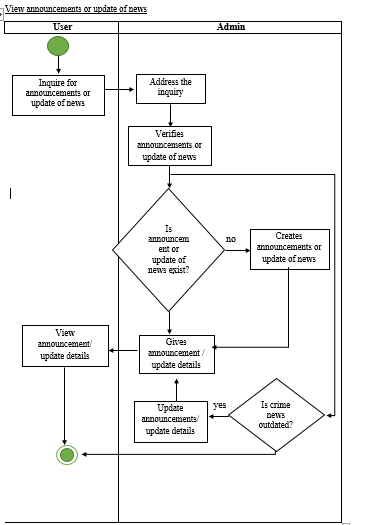 View announcements or update of news
User
Admin
Inquire for
announcements or
update of news
Address the
inquiry
Verifies
announcements or
update of news
Is
announcem
ent or
update of
news exist?
no
Creates
announcements or
update of news
View
announcement/
update details
Gives
announcement /
update details
Update
announcements/
update details
yes
Is crime
news
outdated?